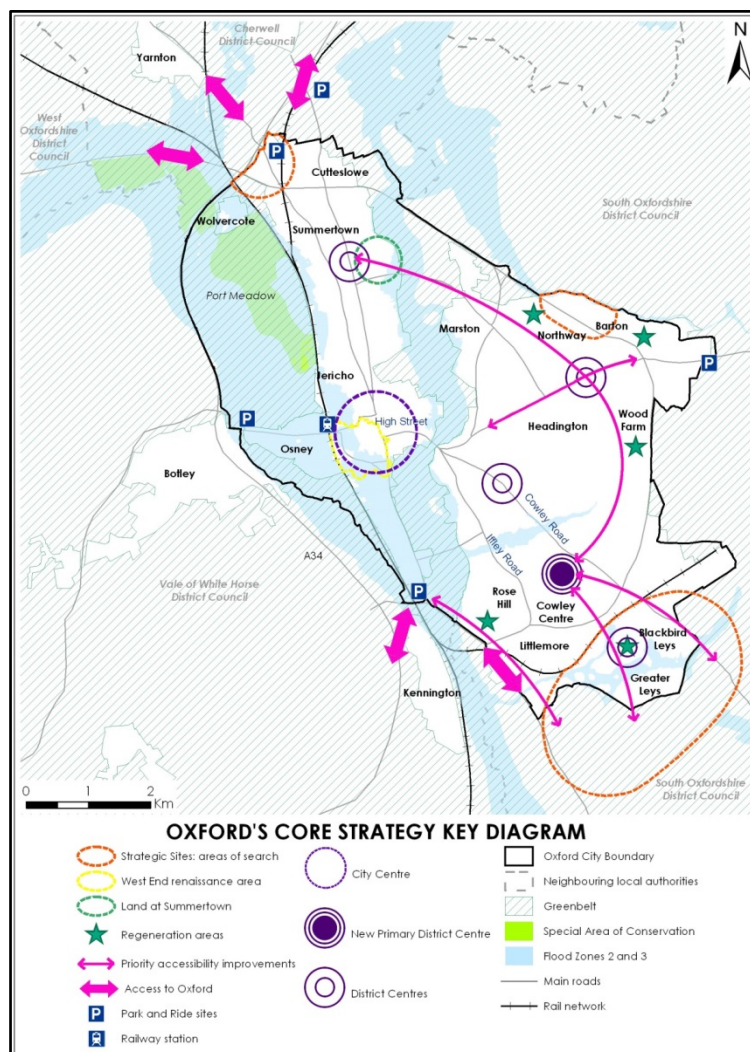 Cherwell
District Council
N
Yarnton
P
West
Oxfordshire
District
Council
P
Cutteslowe
South Oxfordshire
District Council
Wolvercote
Summertown
Port Meadow
Marston
Northway
Barton
P
Jericho
High Street
Headington
Wood
Farm
P
Osney
Botley
Cowley Road
Iffley Road
A34
Vale of White Horse
District Council
P
Rose
Hill
Cowley
Centre
Littlemore
Blackbird
Leys
Greater
Leys
Kennington
South Oxfordshire
District Council
0 1 2
Km
OXFORD'S CORE STRATEGY KEY DIAGRAM
Strategic Sites: areas of search
West End renaissance area
Land at Summertown
Regeneration areas
Priority accessibility improvements
Access to Oxford
P Park and Ride sites
Railway station
City Centre
New Primary District Centre
District Centres
Oxford City Boundary
Neighbouring local authorities
Greenbelt
Special Area of Conservation
Flood Zones 2 and 3
Main roads
Rail network